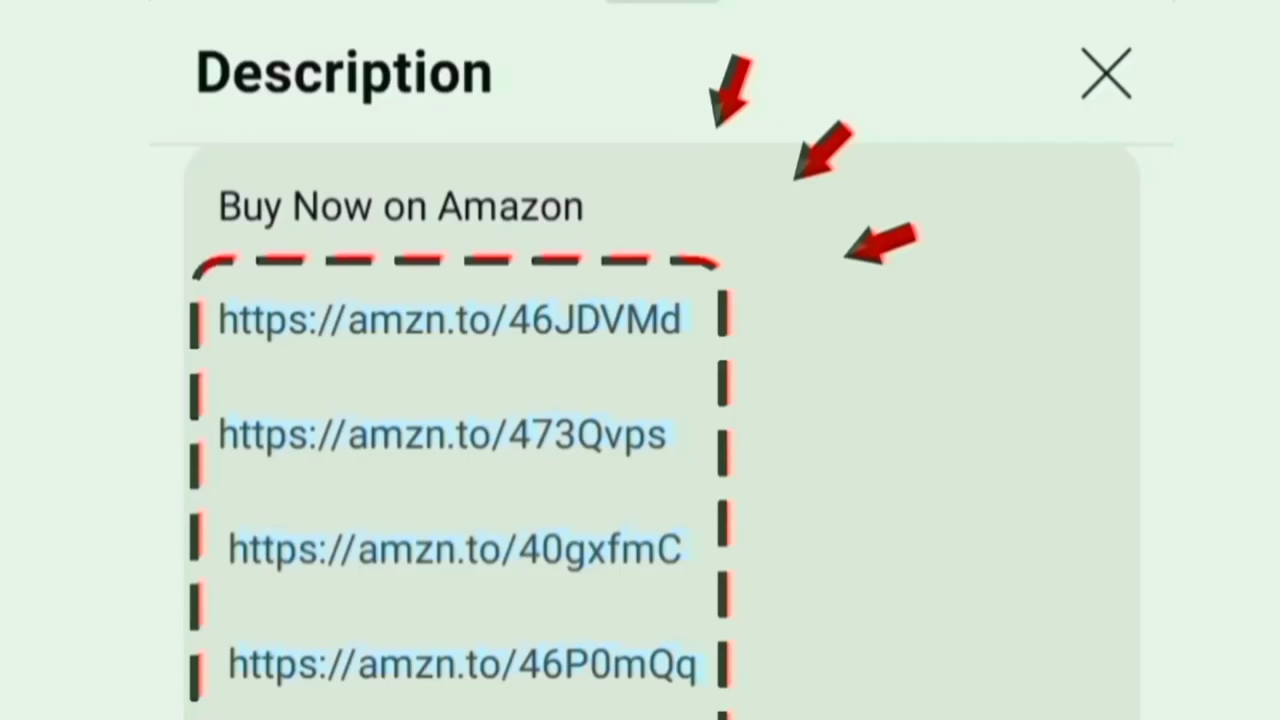 Description
Buy Now on Amazon
https://amzn.to/46JDVMd
https://amzn.to/473Qvps
https://amzn.to/40gxfmC
https://amzn.to/46P0mQq